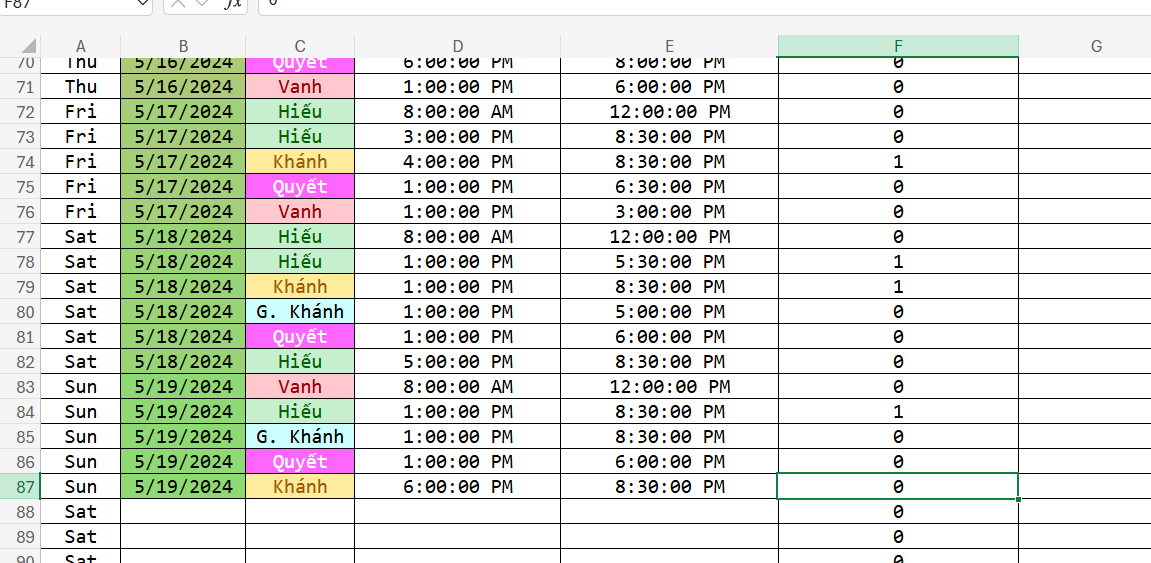 F87 fx 0
A B C D E F G
70 Thu 5/16/2024 Quyết 6:00:00 PM 8:00:00 PM 0
71 Thu 5/16/2024 Vanh 1:00:00 PM 6:00:00 PM 0
72 Fri 5/17/2024 Hiếu 8:00:00 AM 12:00:00 PM 0
73 Fri 5/17/2024 Hiếu 3:00:00 PM 8:30:00 PM 0
74 Fri 5/17/2024 Khánh 4:00:00 PM 8:30:00 PM 1
75 Fri 5/17/2024 Quyết 1:00:00 PM 6:30:00 PM 0
76 Fri 5/17/2024 Vanh 1:00:00 PM 3:00:00 PM 0
77 Sat 5/18/2024 Hiếu 8:00:00 AM 12:00:00 PM 0
78 Sat 5/18/2024 Hiếu 1:00:00 PM 5:30:00 PM 1
79 Sat 5/18/2024 Khánh 1:00:00 PM 8:30:00 PM 1
80 Sat 5/18/2024 G. Khánh 1:00:00 PM 5:00:00 PM 0
81 Sat 5/18/2024 Quyết 1:00:00 PM 6:00:00 PM 0
82 Sat 5/18/2024 Hiếu 5:00:00 PM 8:30:00 PM 0
83 Sun 5/19/2024 Vanh 8:00:00 AM 12:00:00 PM 0
84 Sun 5/19/2024 Hiếu 1:00:00 PM 8:30:00 PM 1
85 Sun 5/19/2024 G. Khánh 1:00:00 PM 8:30:00 PM 0
86 Sun 5/19/2024 Quyết 1:00:00 PM 6:00:00 PM 0
87 Sun 5/19/2024 Khánh 6:00:00 PM 8:30:00 PM 0
88 Sat 0
89 Sat 0
90 Sat 0